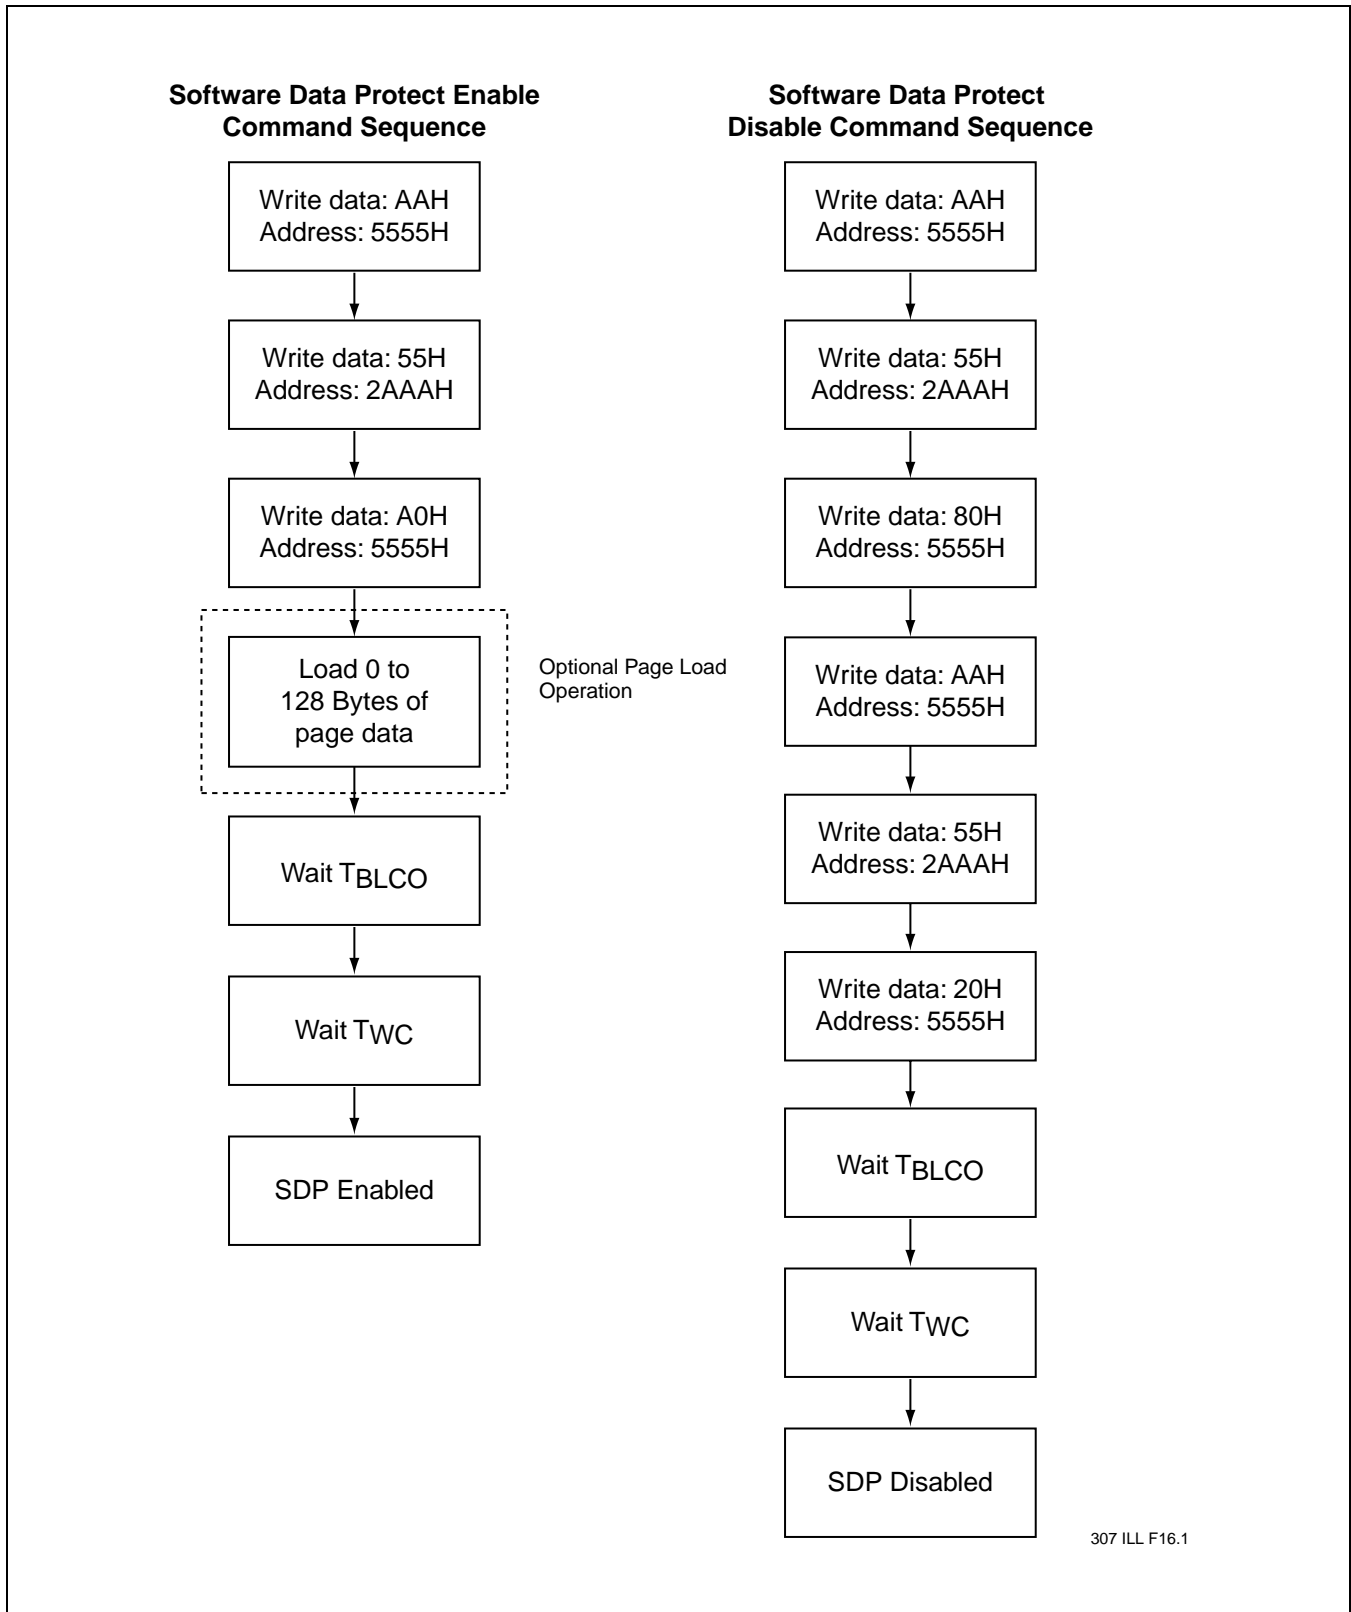 Software Data Protect Enable
Command Sequence
Write data: AAH
Address: 5555H
Write data: 55H
Address: 2AAAH
Write data: A0H
Address: 5555H
Load 0 to
128 Bytes of
page data
Optional Page Load
Operation
Wait TBLCO
Wait TWC
SDP Enabled
Software Data Protect
Disable Command Sequence
Write data: AAH
Address: 5555H
Write data: 55H
Address: 2AAAH
Write data: 80H
Address: 5555H
Write data: AAH
Address: 5555H
Write data: 55H
Address: 2AAAH
Write data: 20H
Address: 5555H
Wait TBLCO
Wait TWC
SDP Disabled
307 ILL F16.1